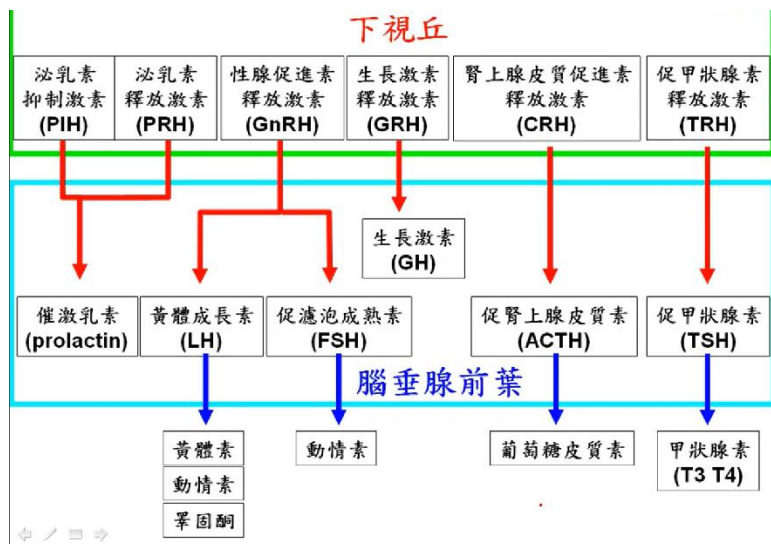 下視丘
泌乳素
抑制激素
(PIH)
泌乳素
釋放激素
(PRH)
性腺促進素
釋放激素
(GnRH)
生長激素
釋放激素
(GRH)
腎上腺皮質促進素
釋放激素
(CRH)
促甲狀腺素
釋放激素
(TRH)
生長激素
(GH)
催激乳素
(prolactin)
黃體成長素
(LH)
促濾泡成熟素
(FSH)
促腎上腺皮質素
(ACTH)
促甲狀腺素
(TSH)
腦垂腺前葉
黃體素
動情素
睪固酮
動情素
葡萄糖皮質素
甲狀腺素
(T3 T4)